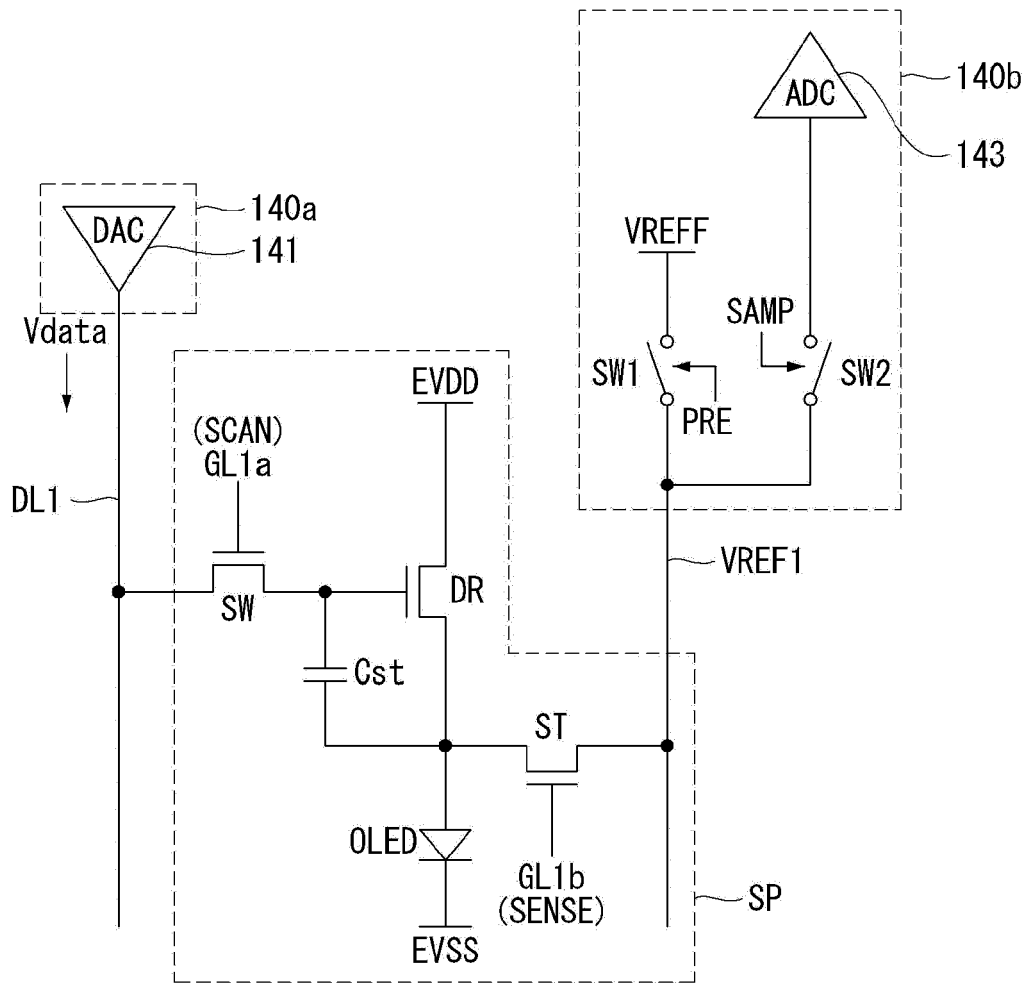 ADC
140b
143
DAC
140a
141
VREFF
Vdata
SAMP
SW1
SW2
PRE
EVDD
(SCAN)
GL1a
DL1
VREF1
SW
DR
Cst
ST
OLED
GL1b
(SENSE)
SP
EVSS